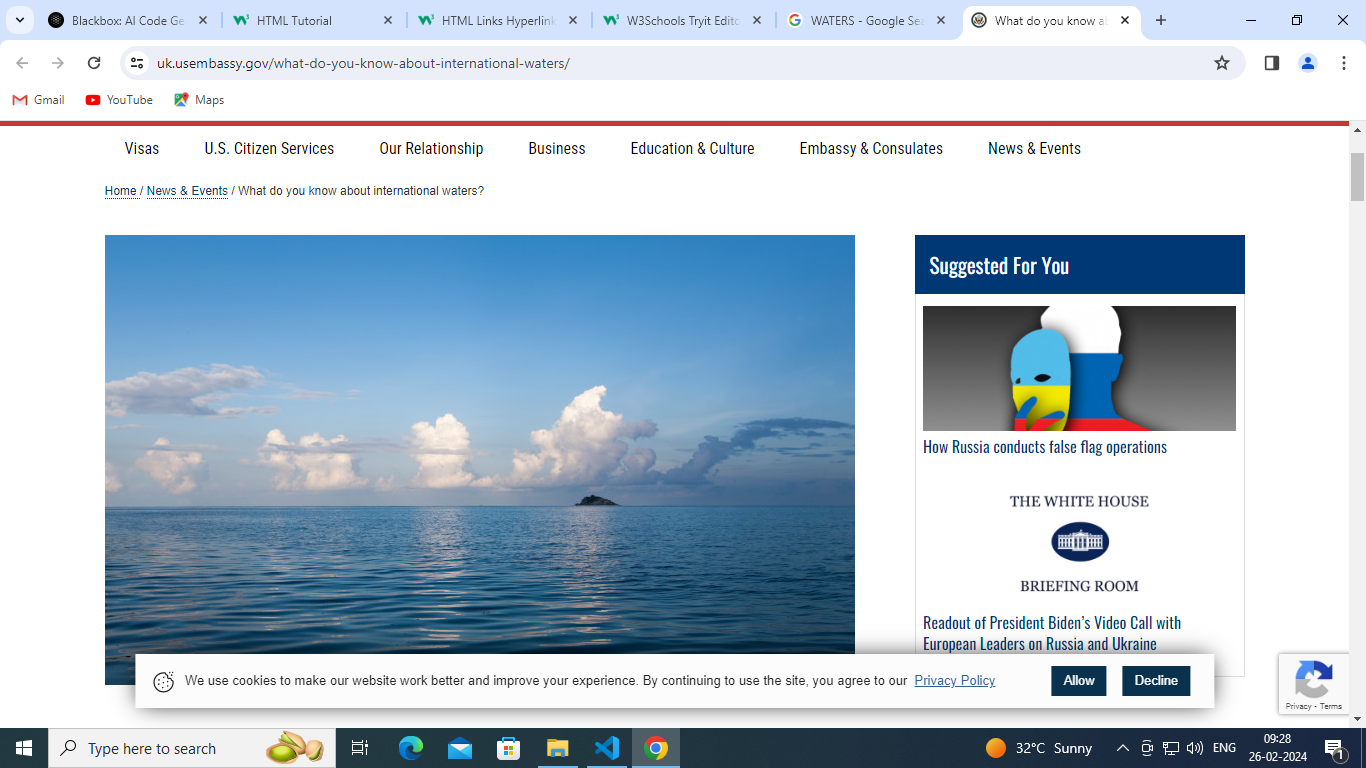 Blackbox: AI Code Ge
HTML Tutorial
HTML Links Hyperlink
W3Schools Tryit Edito
WATERS - Google Sea
What do you know ab
uk.usembassy.gov/what-do-you-know-about-international-waters/
Gmail
YouTube
Maps
Visas
U.S. Citizen Services
Our Relationship
Business
Education & Culture
Embassy & Consulates
News & Events
Home / News & Events / What do you know about international waters?
Suggested For You
How Russia conducts false flag operations
THE WHITE HOUSE
BRIEFING ROOM
Readout of President Biden's Video Call with
European Leaders on Russia and Ukraine
We use cookies to make our website work better and improve your experience. By continuing to use the site, you agree to our Privacy Policy
Allow
Decline
Privacy - Terms
Type here to search
32°C Sunny
ENG
09:28
26-02-2024
1